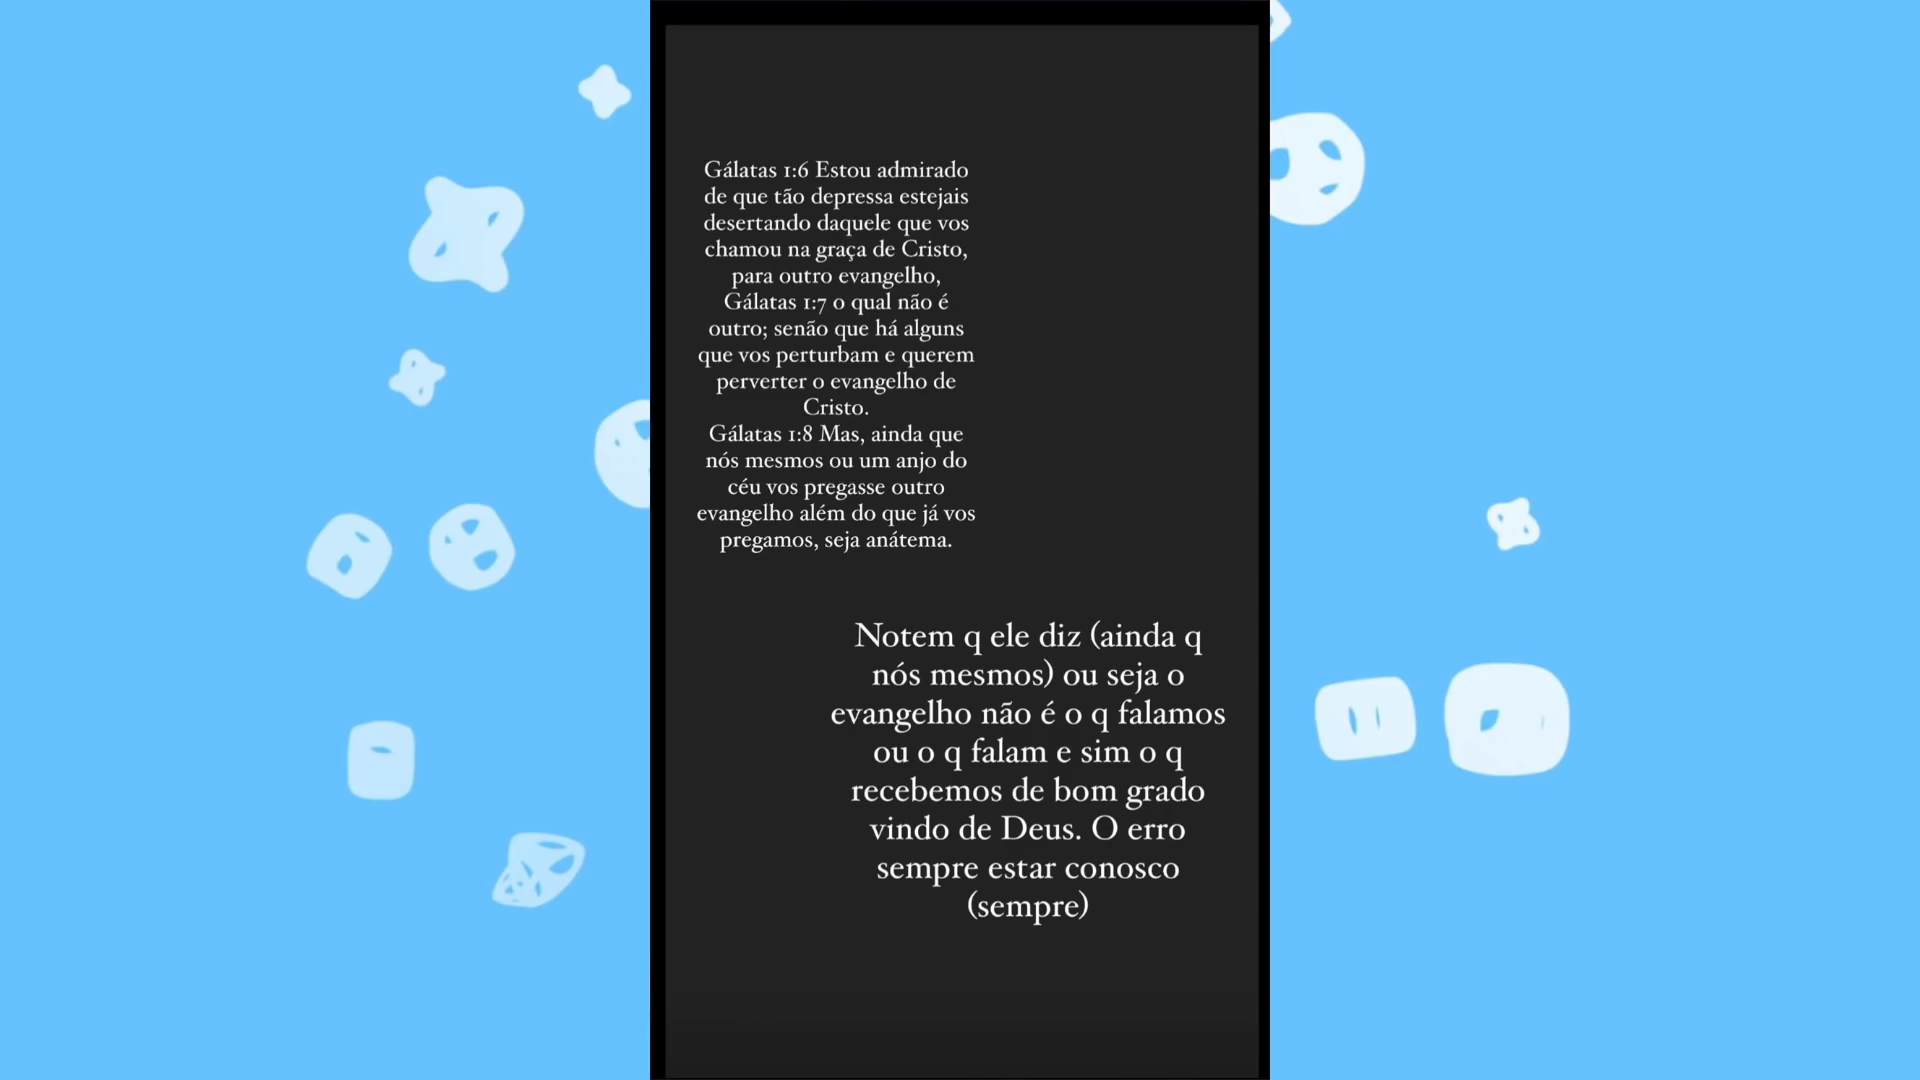 Gálatas 1:6 Estou admirado
de que tão depressa estejais
desertando daquele que vos
chamou na graça de Cristo,
para outro evangelho,
Gálatas 1:7 o qual não é
outro; senão que há alguns
que vos perturbam e querem
perverter o evangelho de
Cristo.
Gálatas 1:8 Mas, ainda que
nós mesmos ou um anjo do
céu vos pregasse outro
evangelho além do que já vos
pregamos, seja anátema.
Notem q ele diz (ainda q
nós mesmos) ou seja o
evangelho não é o q falamos
ou o q falam e sim o q
recebemos de bom grado
vindo de Deus. O erro
sempre estar conosco
(sempre)